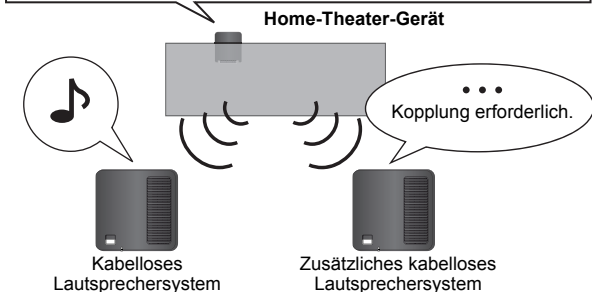 Home-Theater-Gerät
Kopplung erforderlich.
Kabelloses
Lautsprechersystem
Zusätzliches kabelloses
Lautsprechersystem